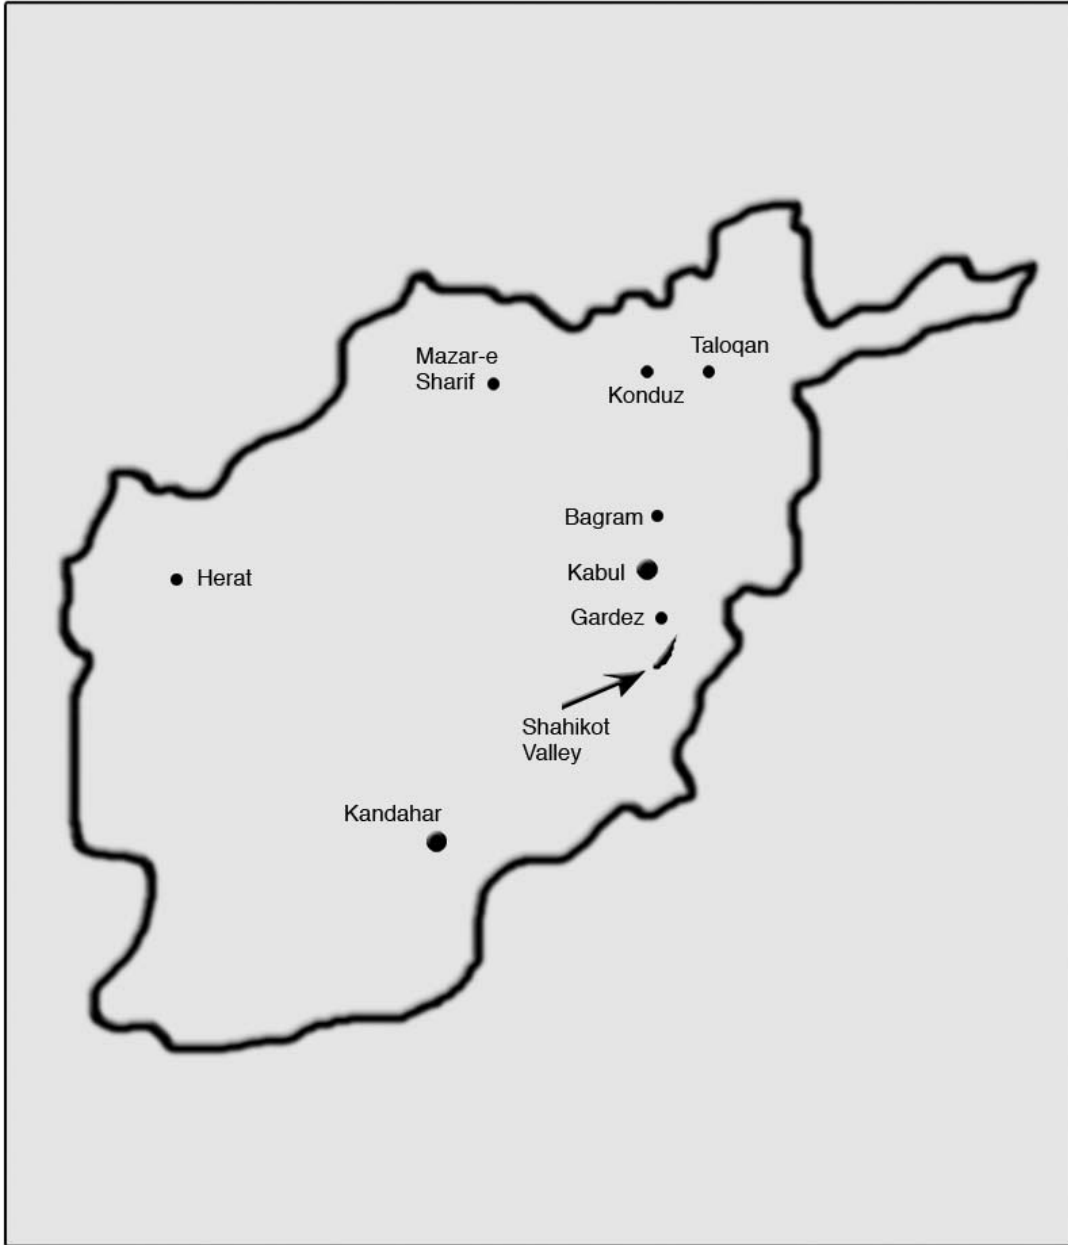 Taloqan
Mazar-e
Sharif
Konduz
Bagram
Kabul
Herat
Gardez
Shahikot
Valley
Kandahar